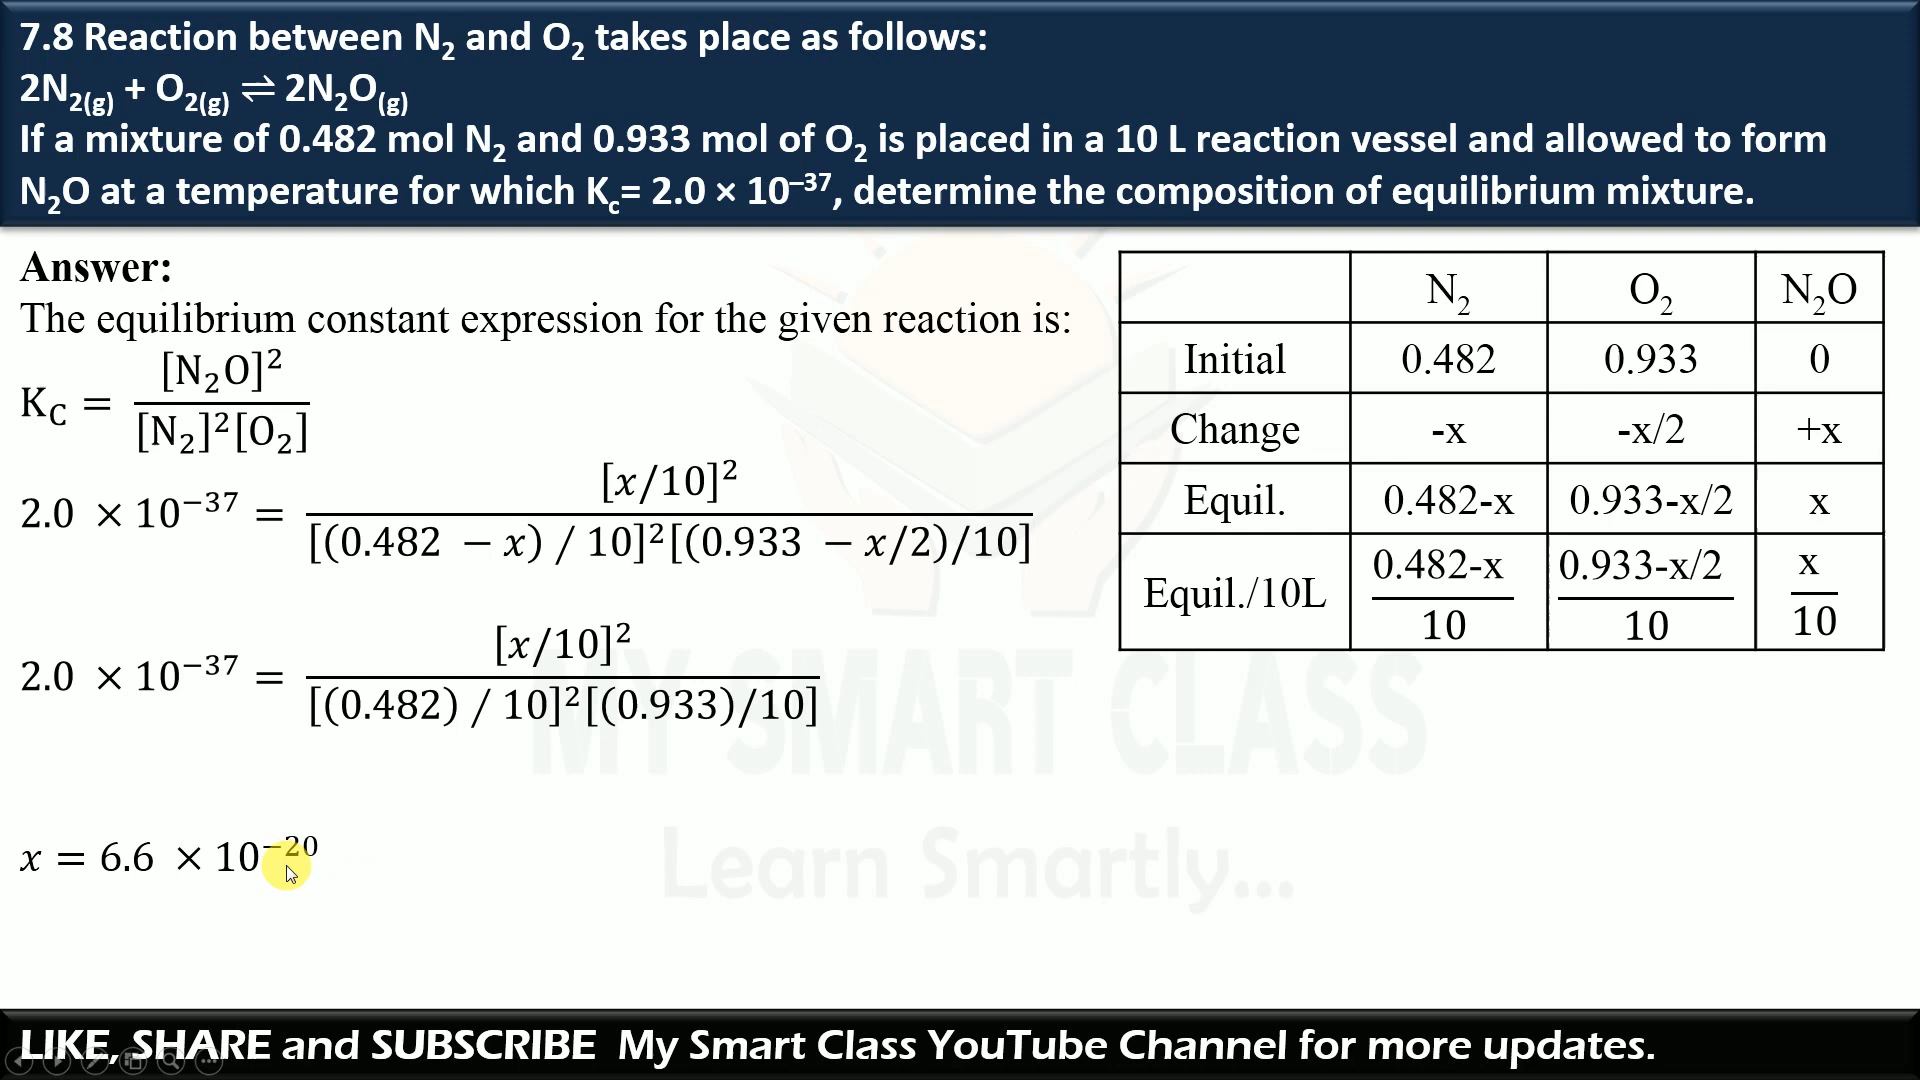 7.8 Reaction between N₂ and O₂ takes place as follows:
2N₂(g) + O₂(g) ⇌ 2N₂O(g)
If a mixture of 0.482 mol N₂ and 0.933 mol of O₂ is placed in a 10 L reaction vessel and allowed to form
N₂O at a temperature for which Kc= 2.0 × 10⁻³⁷, determine the composition of equilibrium mixture.
Answer:
The equilibrium constant expression for the given reaction is:
K_C = [N₂O]² / [N₂]²[O₂]
2.0 × 10⁻³⁷ = [x/10]² / [(0.482 − x) / 10]²[(0.933 − x/2)/10]
2.0 × 10⁻³⁷ = [x/10]² / [(0.482) / 10]²[(0.933)/10]
x = 6.6 × 10⁻²⁰
N₂ O₂ N₂O
Initial 0.482 0.933 0
Change -x -x/2 +x
Equil. 0.482-x 0.933-x/2 x
Equil./10L 0.482-x/10 0.933-x/2/10 x/10
MY SMART CLASS
Learn Smartly...
LIKE, SHARE and SUBSCRIBE My Smart Class YouTube Channel for more updates.